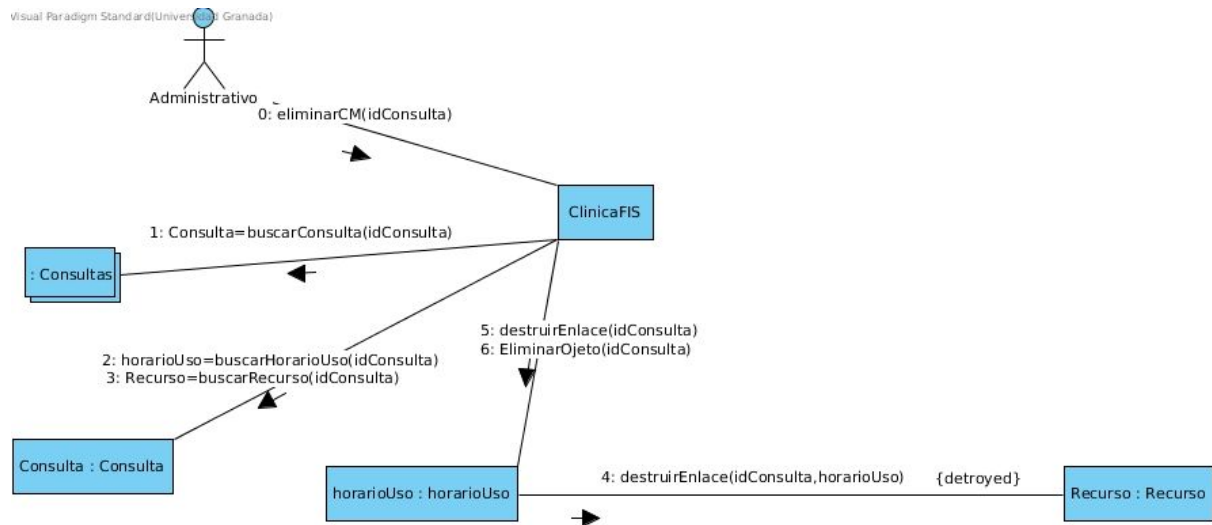 Visual Paradigm Standard(Universidad Granada)
Administrativo
0: eliminarCM(idConsulta)
ClinicaFIS
1: Consulta=buscarConsulta(idConsulta)
: Consultas
5: destruirEnlace(idConsulta)
6: EliminarOjeto(idConsulta)
2: horarioUso=buscarHorarioUso(idConsulta)
3: Recurso=buscarRecurso(idConsulta)
Consulta : Consulta
4: destruirEnlace(idConsulta,horarioUso) {detroyed}
horarioUso : horarioUso
Recurso : Recurso